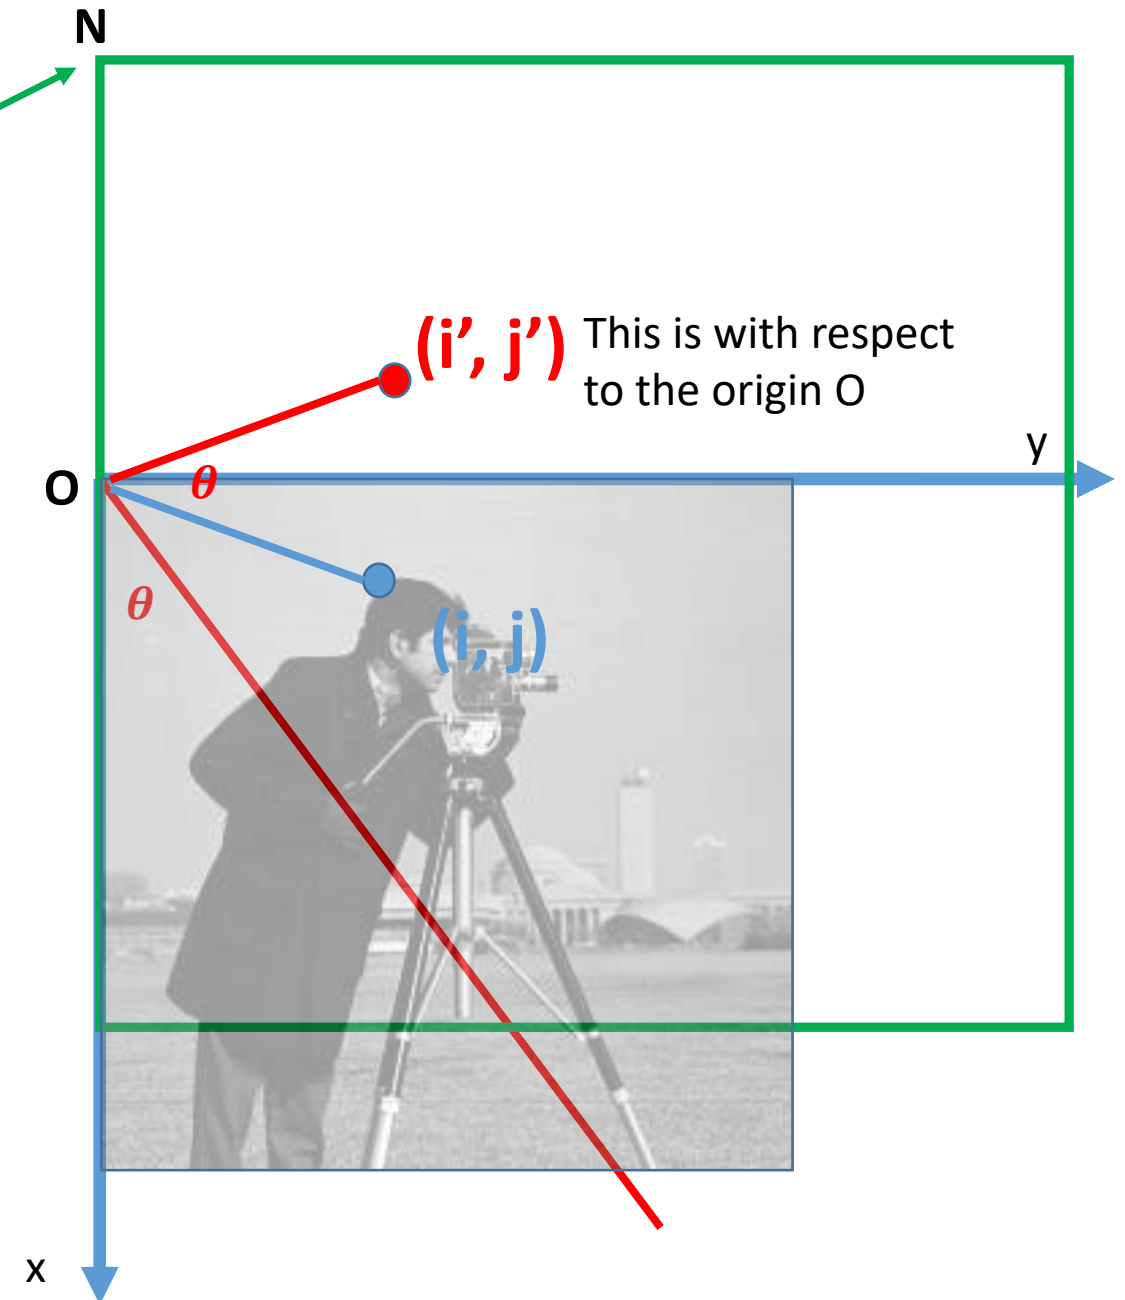 N
(i’, j’)
This is with respect
to the origin O
y
O
θ
θ
(i, j)
x